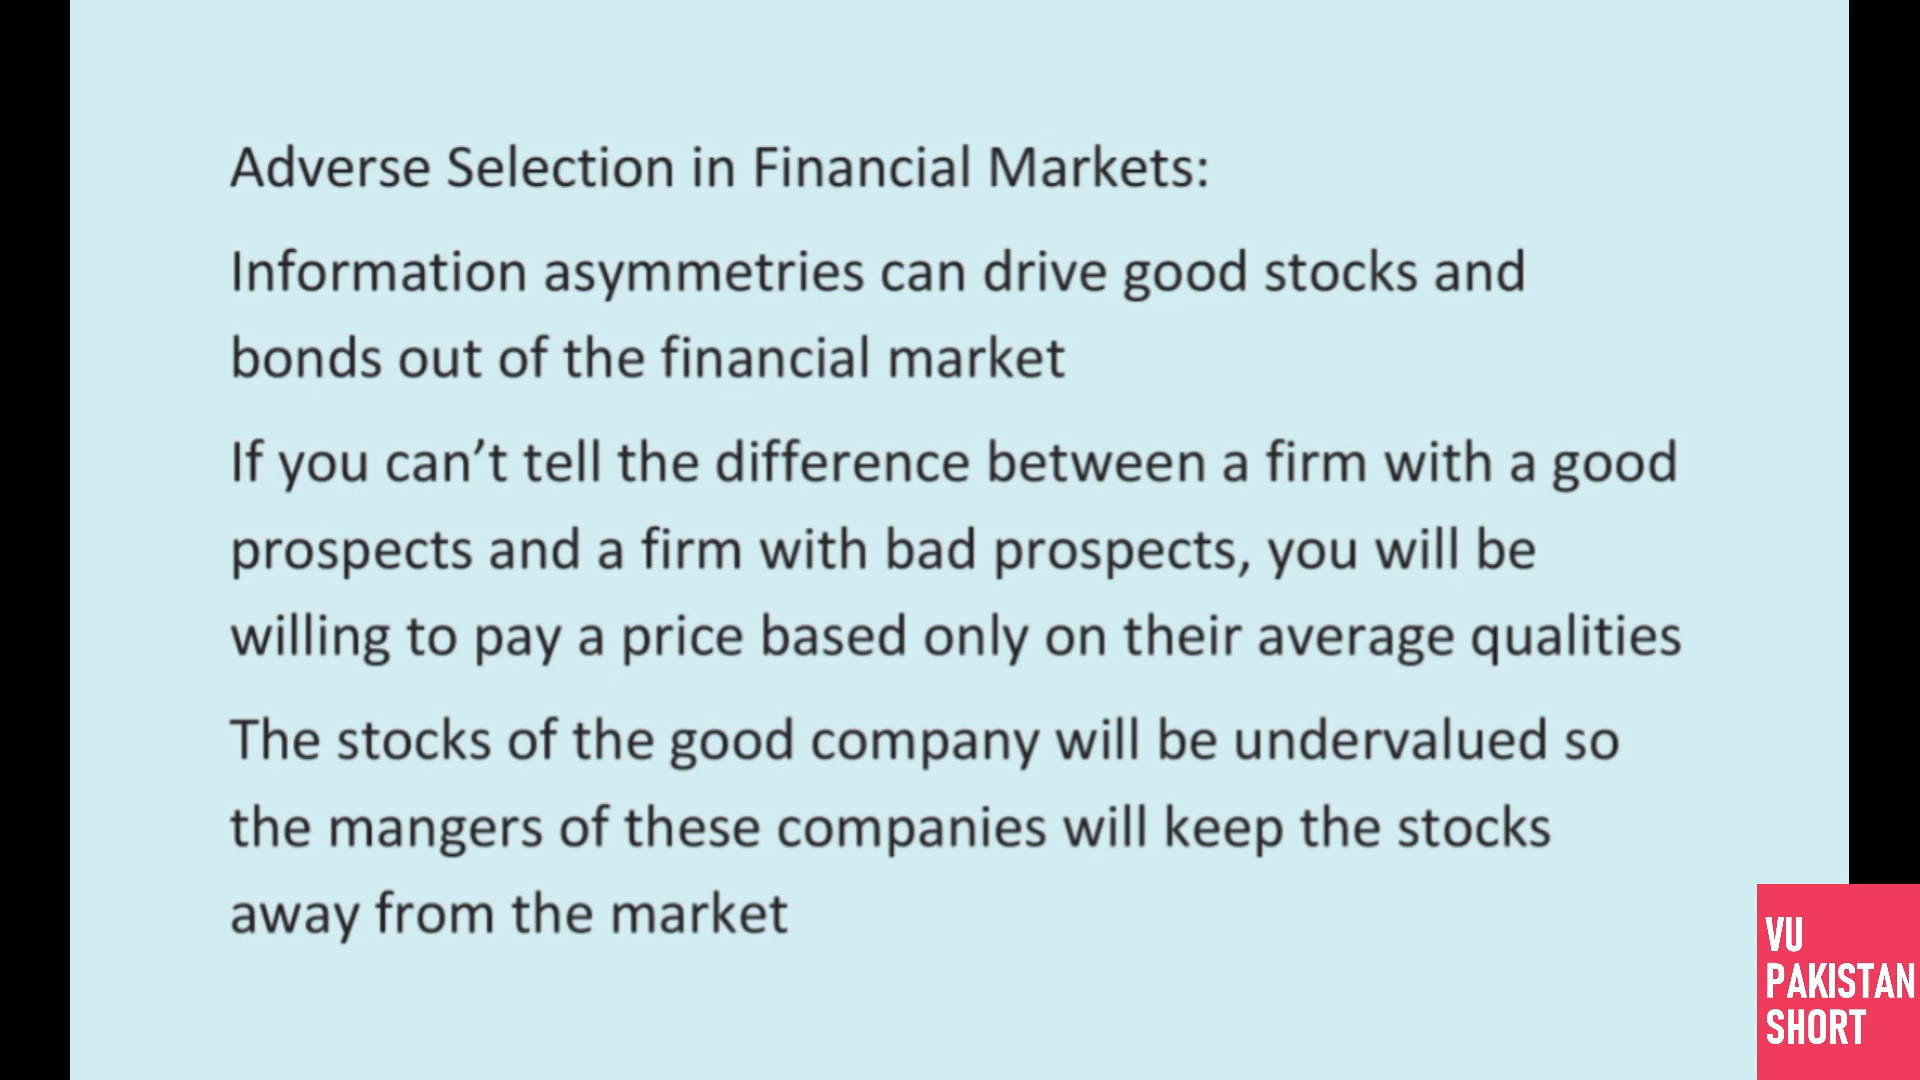 Adverse Selection in Financial Markets:
Information asymmetries can drive good stocks and
bonds out of the financial market
If you can’t tell the difference between a firm with a good
prospects and a firm with bad prospects, you will be
willing to pay a price based only on their average qualities
The stocks of the good company will be undervalued so
the mangers of these companies will keep the stocks
away from the market
VU
PAKISTAN
SHORT